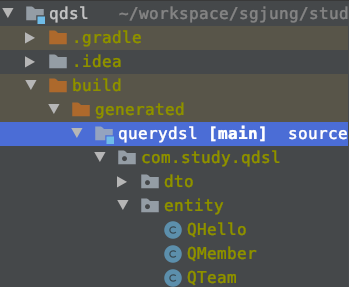 qdsl ~/workspace/sgjung/stud
.gradle
.idea
build
generated
querydsl [main] source
com.study.qdsl
dto
entity
C QHello
C QMember
C QTeam